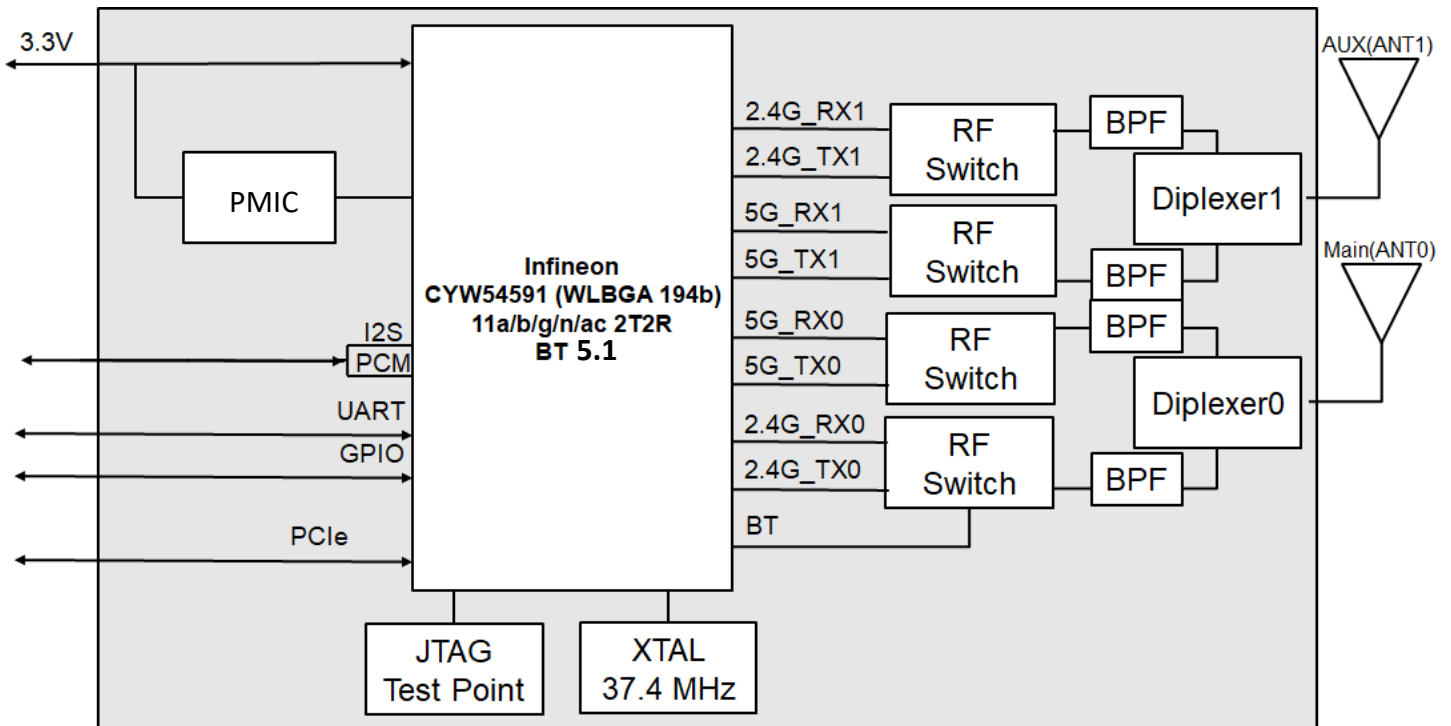 3.3V
PMIC
I2S
PCM
UART
GPIO
PCIe
Infineon
CYW54591 (WLBGA 194b)
11a/b/g/n/ac 2T2R
BT 5.1
JTAG
Test Point
XTAL
37.4 MHz
2.4G_RX1
2.4G_TX1
5G_RX1
5G_TX1
5G_RX0
5G_TX0
2.4G_RX0
2.4G_TX0
BT
RF
Switch
RF
Switch
RF
Switch
RF
Switch
BPF
BPF
BPF
BPF
Diplexer1
Diplexer0
AUX(ANT1)
Main(ANT0)